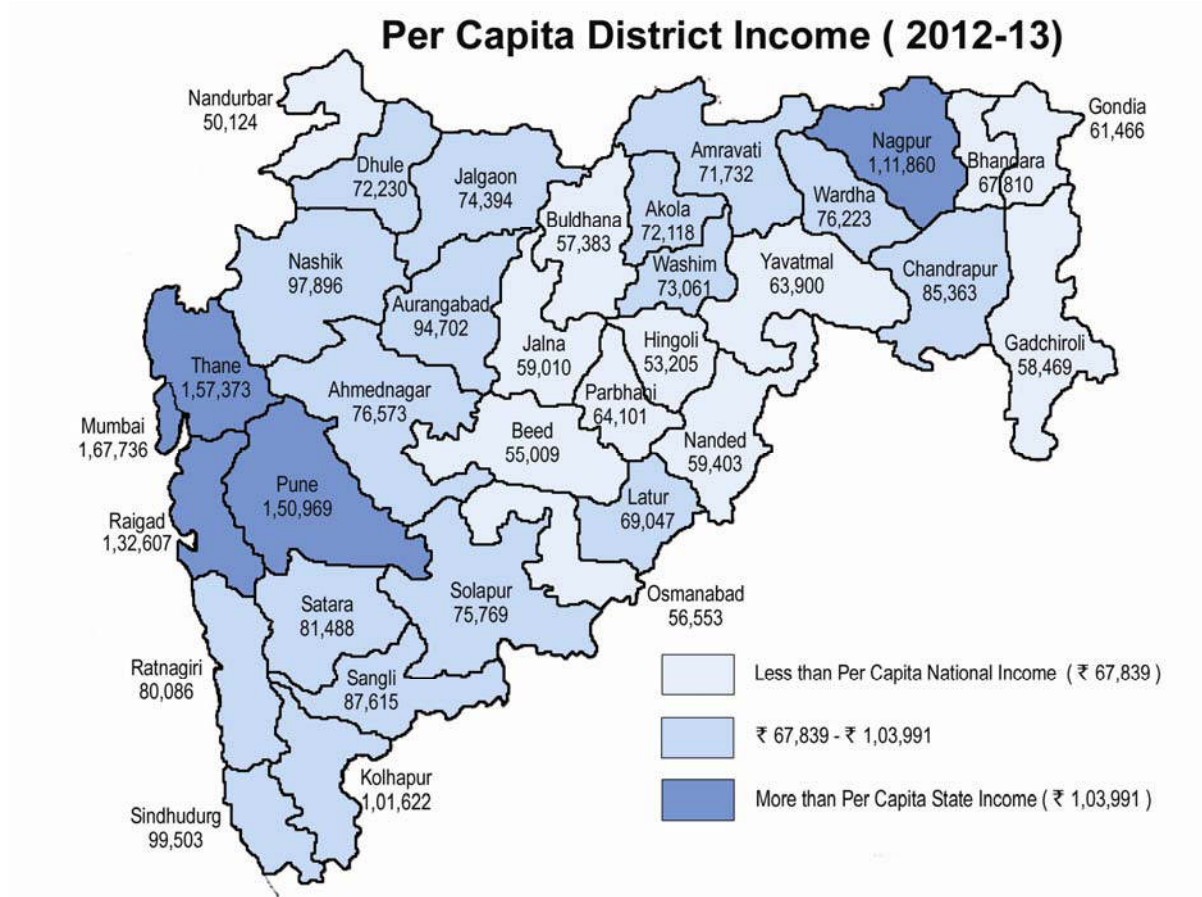 Per Capita District Income ( 2012-13)
Nandurbar
50,124
Gondia
61,466
Dhule
72,230
Jalgaon
74,394
Amravati
71,732
Nagpur
1,11,860
Bhandara
67,810
Wardha
76,223
Buldhana
57,383
Akola
72,118
Washim
73,061
Yavatmal
63,900
Chandrapur
85,363
Nashik
97,896
Aurangabad
94,702
Jalna
59,010
Hingoli
53,205
Gadchiroli
58,469
Thane
1,57,373
Ahmednagar
76,573
Parbhani
64,101
Mumbai
1,67,736
Beed
55,009
Nanded
59,403
Pune
1,50,969
Latur
69,047
Raigad
1,32,607
Satara
81,488
Solapur
75,769
Osmanabad
56,553
Ratnagiri
80,086
Sangli
87,615
Kolhapur
1,01,622
Sindhudurg
99,503
Less than Per Capita National Income ( ₹ 67,839 )
₹ 67,839 - ₹ 1,03,991
More than Per Capita State Income ( ₹ 1,03,991 )